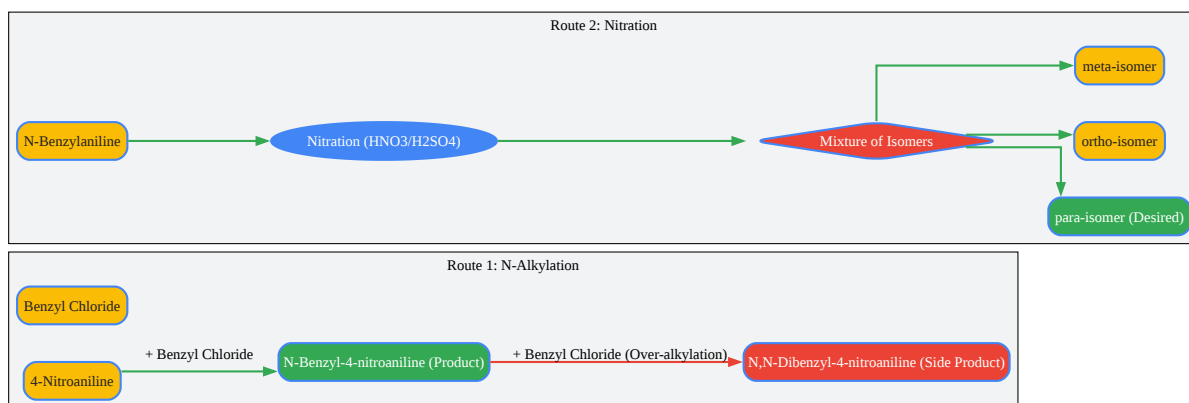 Route 2: Nitration
meta-isomer
N-Benzylaniline
Nitration (HNO3/H2SO4)
Mixture of Isomers
ortho-isomer
para-isomer (Desired)
Route 1: N-Alkylation
Benzyl Chloride
+ Benzyl Chloride
+ Benzyl Chloride (Over-alkylation)
4-Nitroaniline
N-Benzyl-4-nitroaniline (Product)
N,N-Dibenzyl-4-nitroaniline (Side Product)